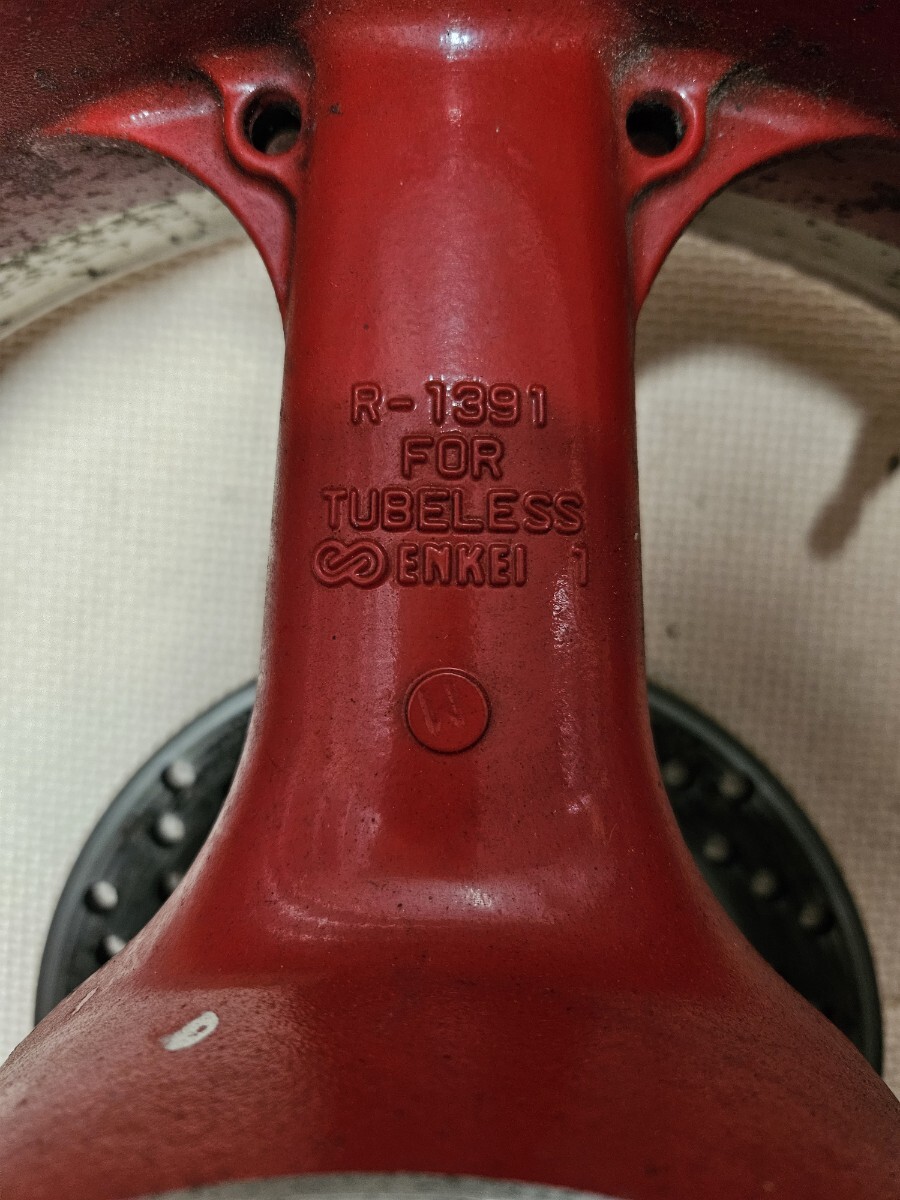 R-1391
FOR
TUBELESS
ENKEI 1
M